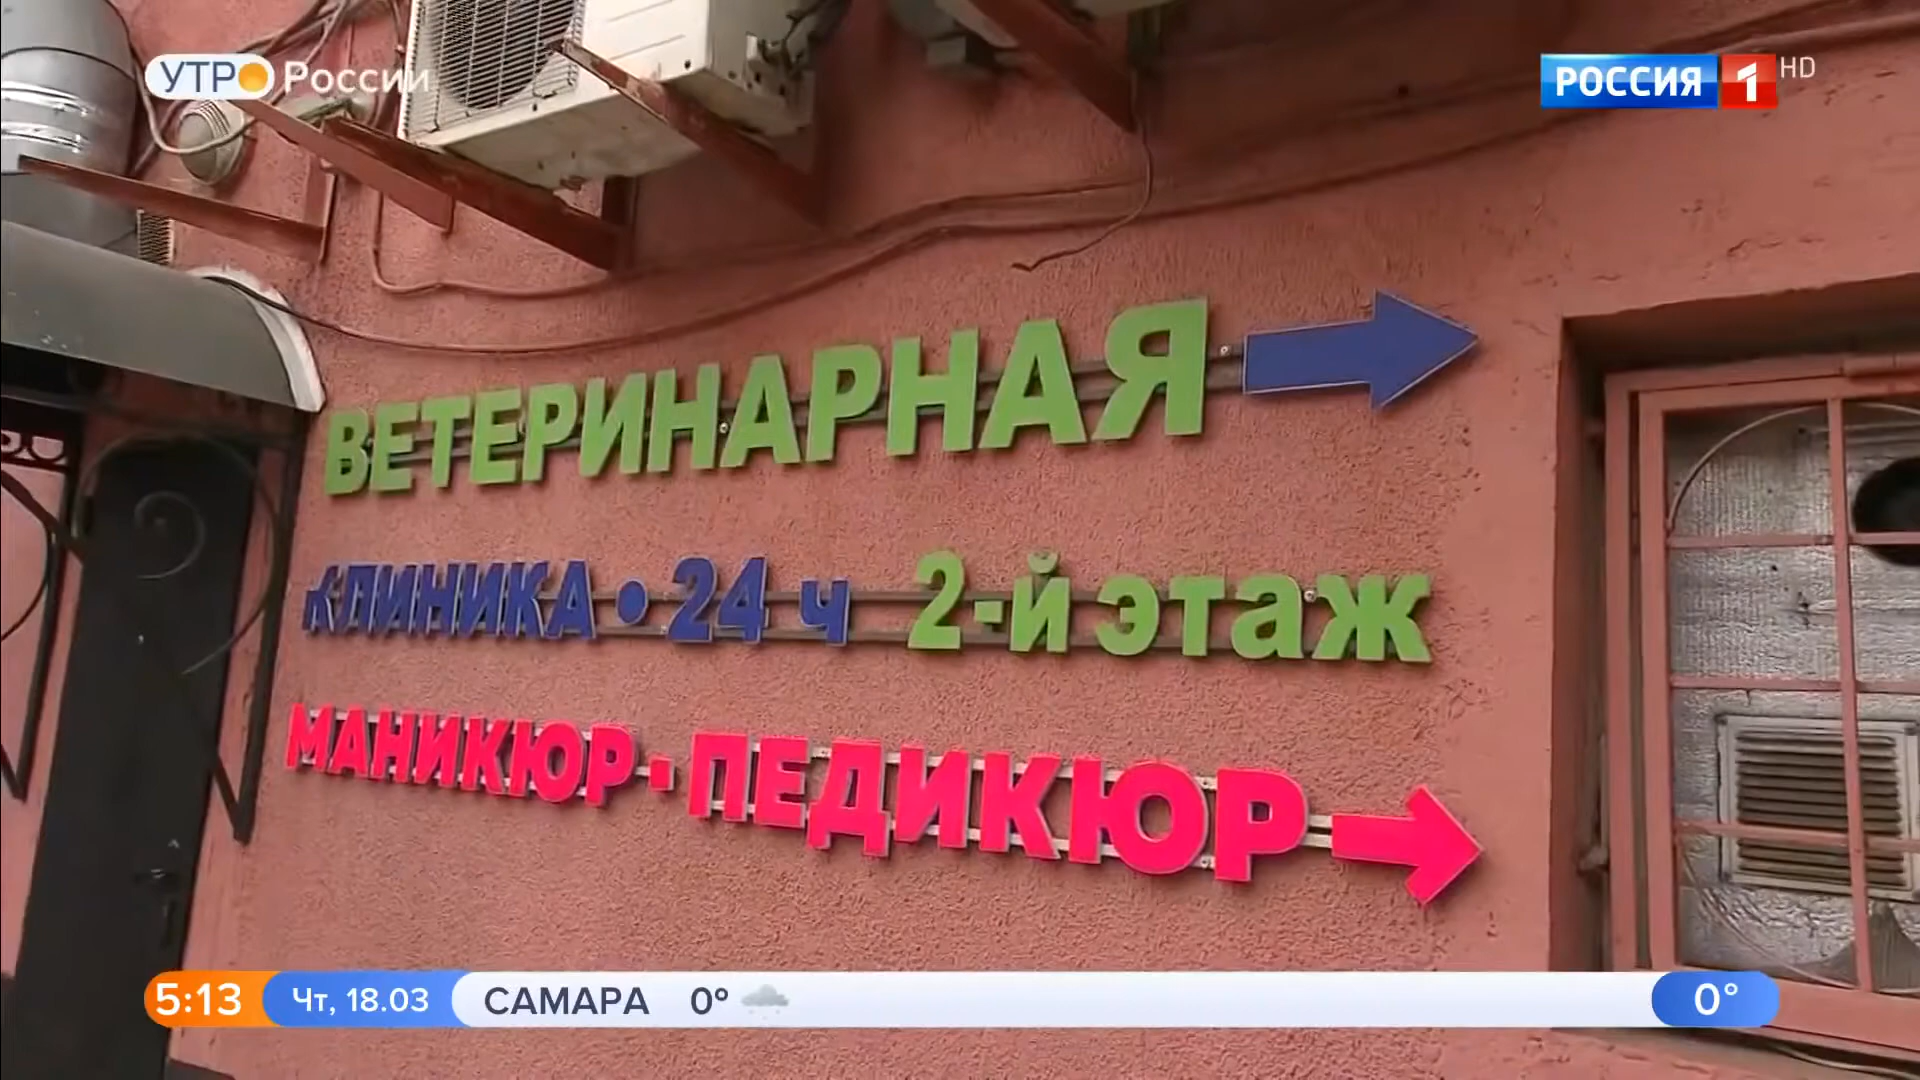 УТРО России
РОССИЯ 1 HD
ВЕТЕРИНАРНАЯ
КЛИНИКА • 24 ч 2-й этаж
МАНИКЮР · ПЕДИКЮР
5:13 Чт, 18.03 САМАРА 0° 0°